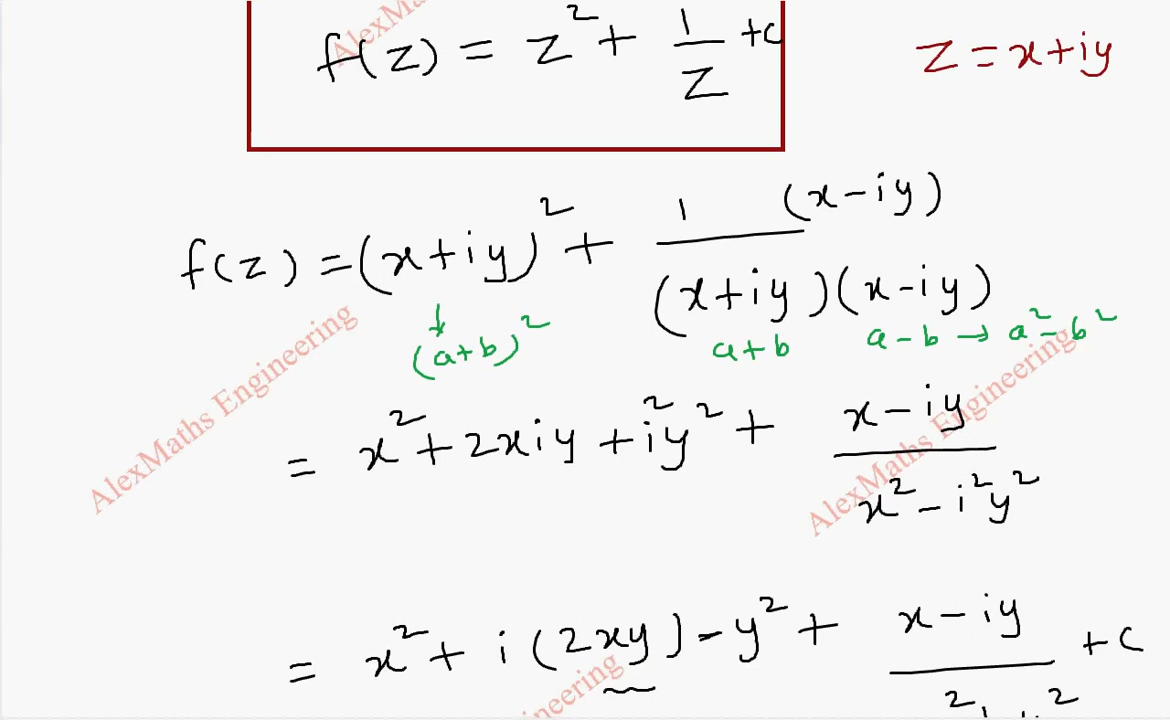 f(z) = z² + 1/z + c
z = x+iy
f(z) = (x+iy)² + 1 (x-iy) / (x+iy)(x-iy)
(a+b)² a+b a-b → a²-b²
= x² + 2xiy + i²y² + x-iy / x²-i²y²
= x² + i(2xy) - y² + x-iy / + c
AlexMaths Engineering
AlexMaths Engineering